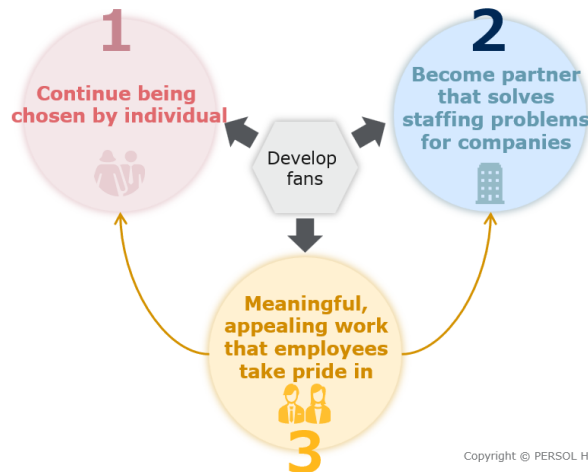 1
Continue being
chosen by individual
2
Become partner
that solves
staffing problems
for companies
Develop
fans
Meaningful,
appealing work
that employees
take pride in
3
Copyright © PERSOL H